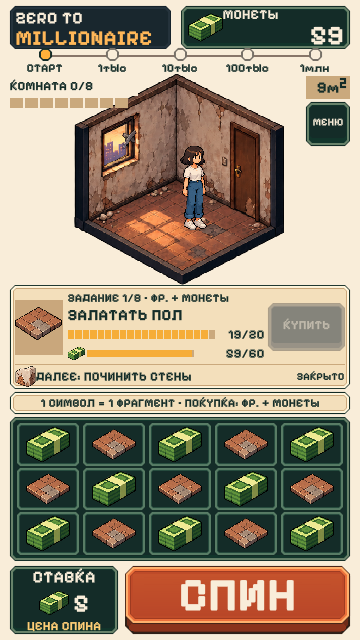 ZERO TO
MILLIONAIRE
МОНЕТЫ
59
СТАРТ
1тыс
10тыс
100тыс
1млн
КОМНАТА 0/8
9м²
МЕНЮ
ЗАДАНИЕ 1/8 · ФР. + МОНЕТЫ
ЗАЛАТАТЬ ПОЛ
КУПИТЬ
19/20
59/60
ДАЛЕЕ: ПОЧИНИТЬ СТЕНЫ
ЗАКРЫТО
1 СИМВОЛ = 1 ФРАГМЕНТ · ПОКУПКА: ФР. + МОНЕТЫ
СТАВКА
ЦЕНА СПИНА
СПИН